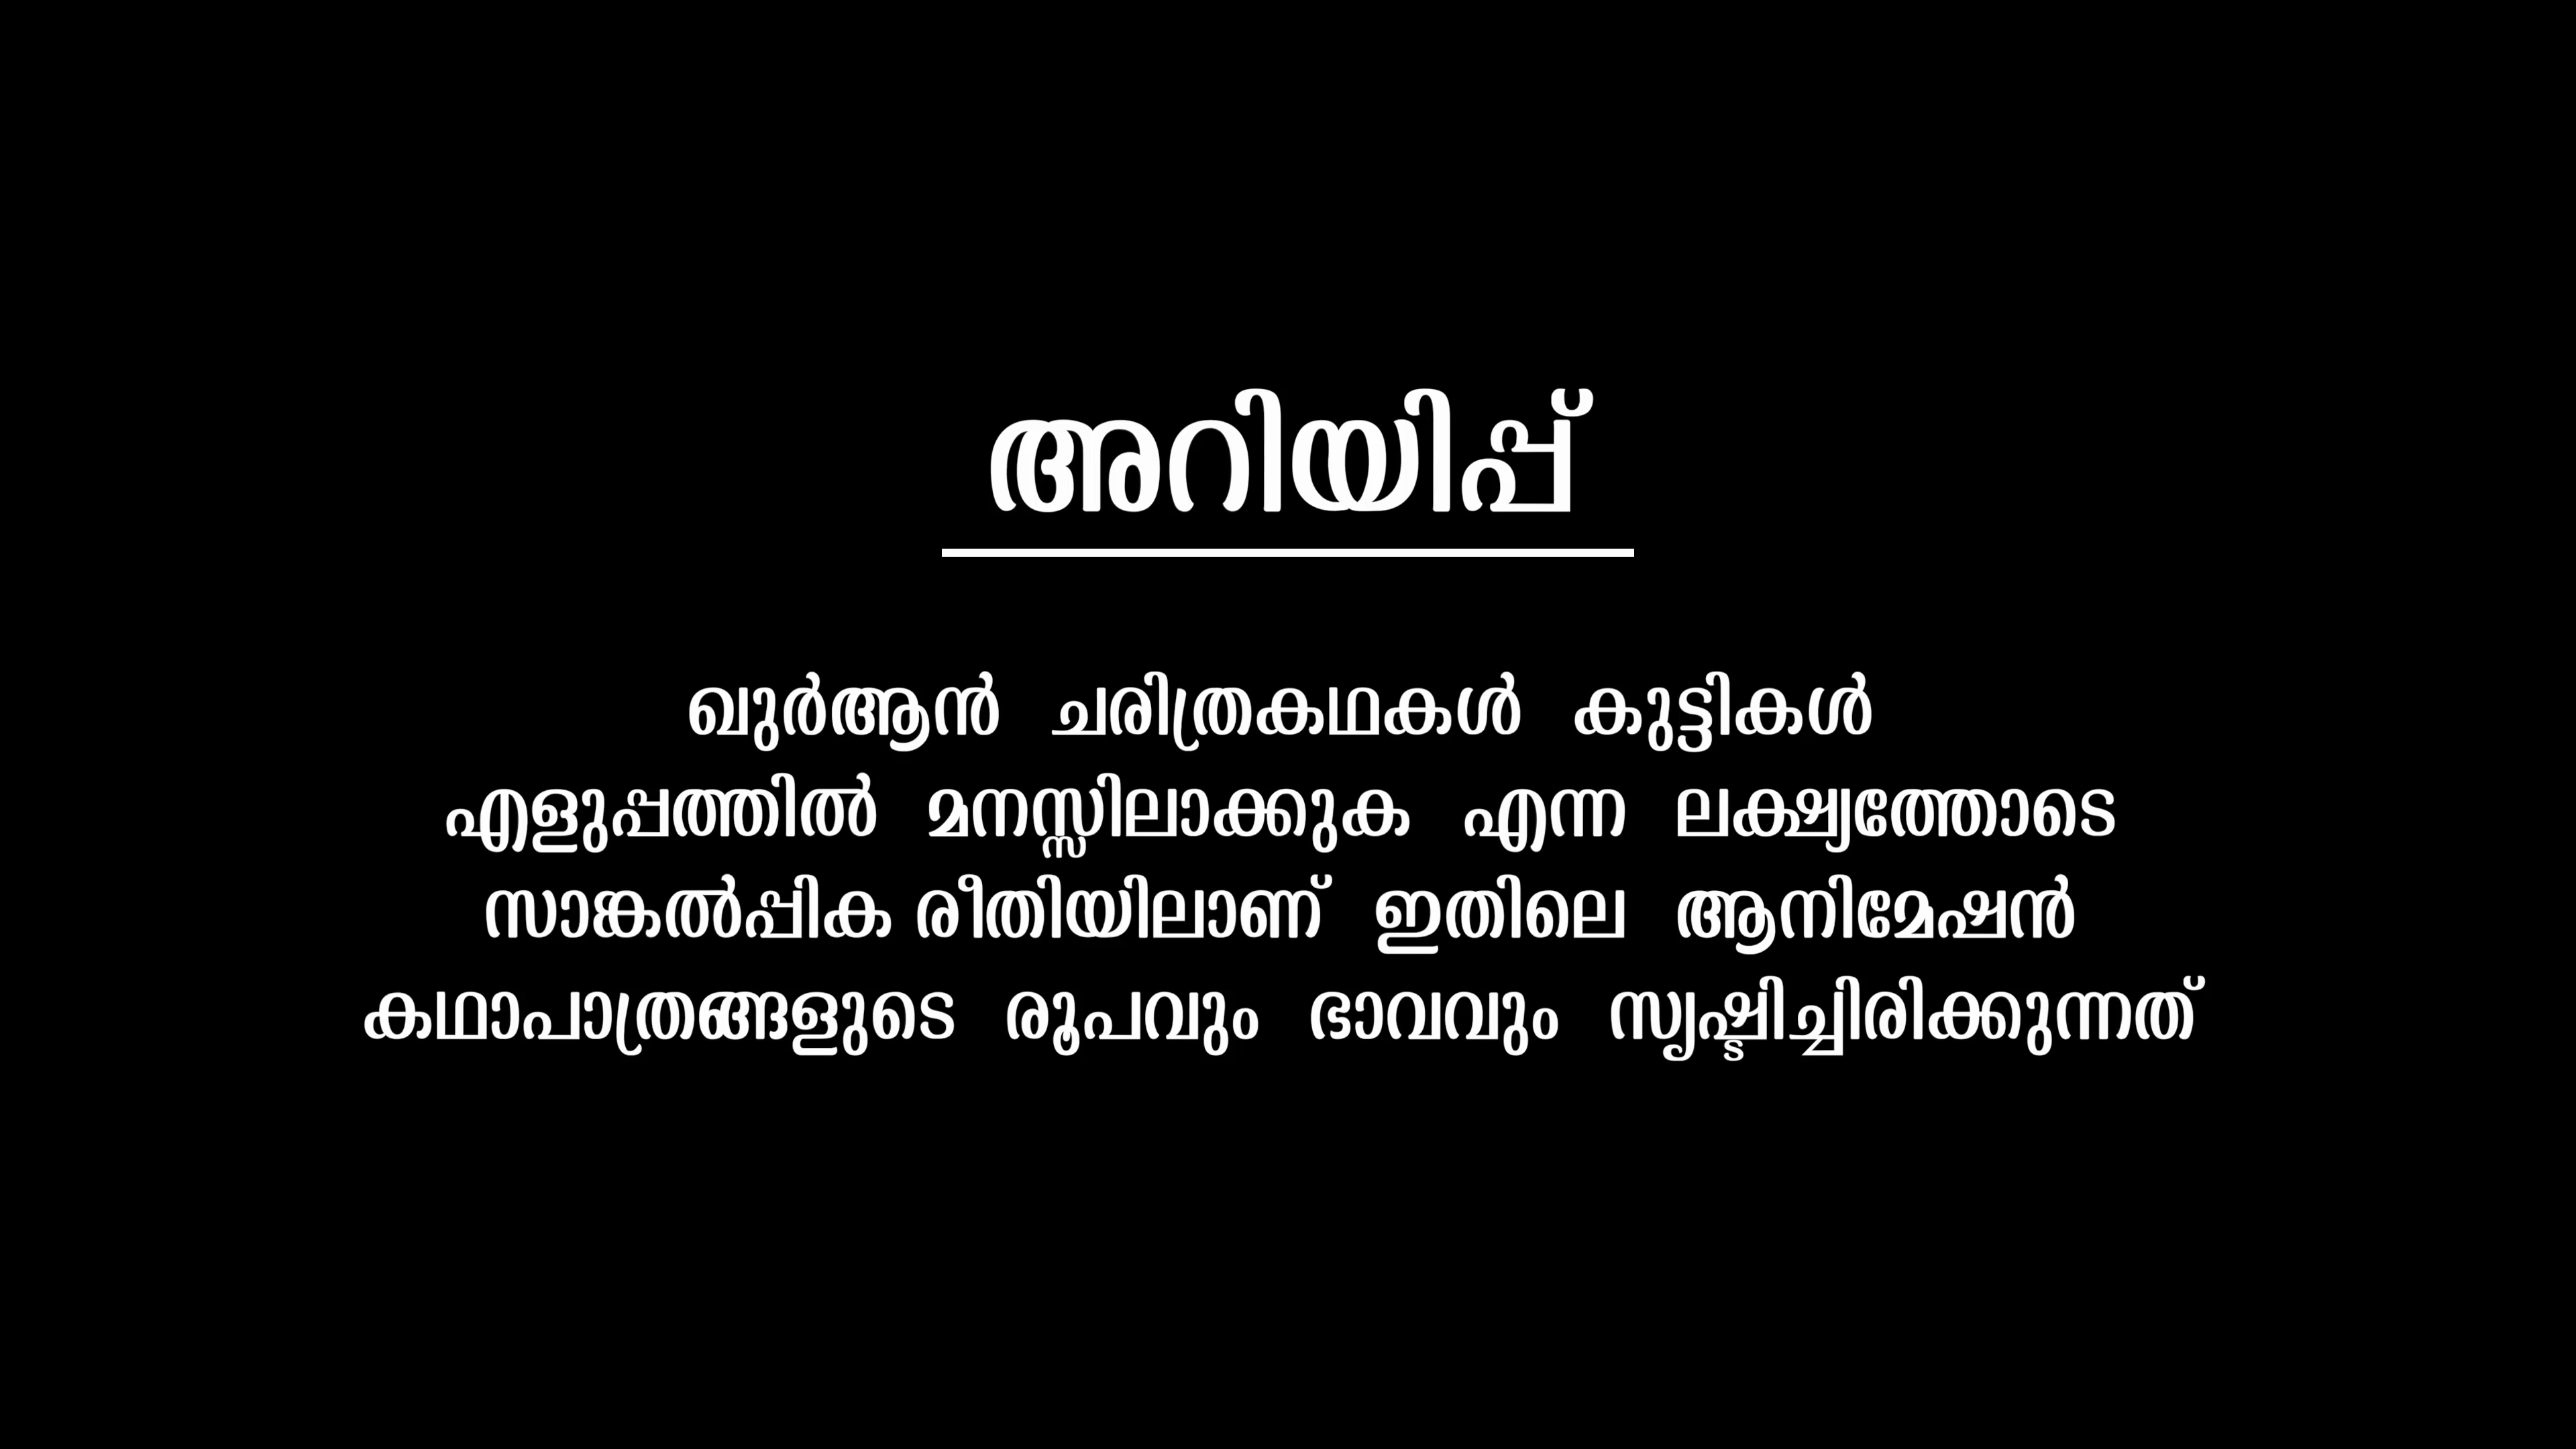 അറിയിപ്പ്
ഖുർആൻ ചരിത്രകഥകൾ കുട്ടികൾ
എളുപ്പത്തിൽ മനസ്സിലാക്കുക എന്ന ലക്ഷ്യത്തോടെ
സാങ്കൽപ്പിക രീതിയിലാണ് ഇതിലെ ആനിമേഷൻ
കഥാപാത്രങ്ങളുടെ രൂപവും ഭാവവും സൃഷ്ടിച്ചിരിക്കുന്നത്